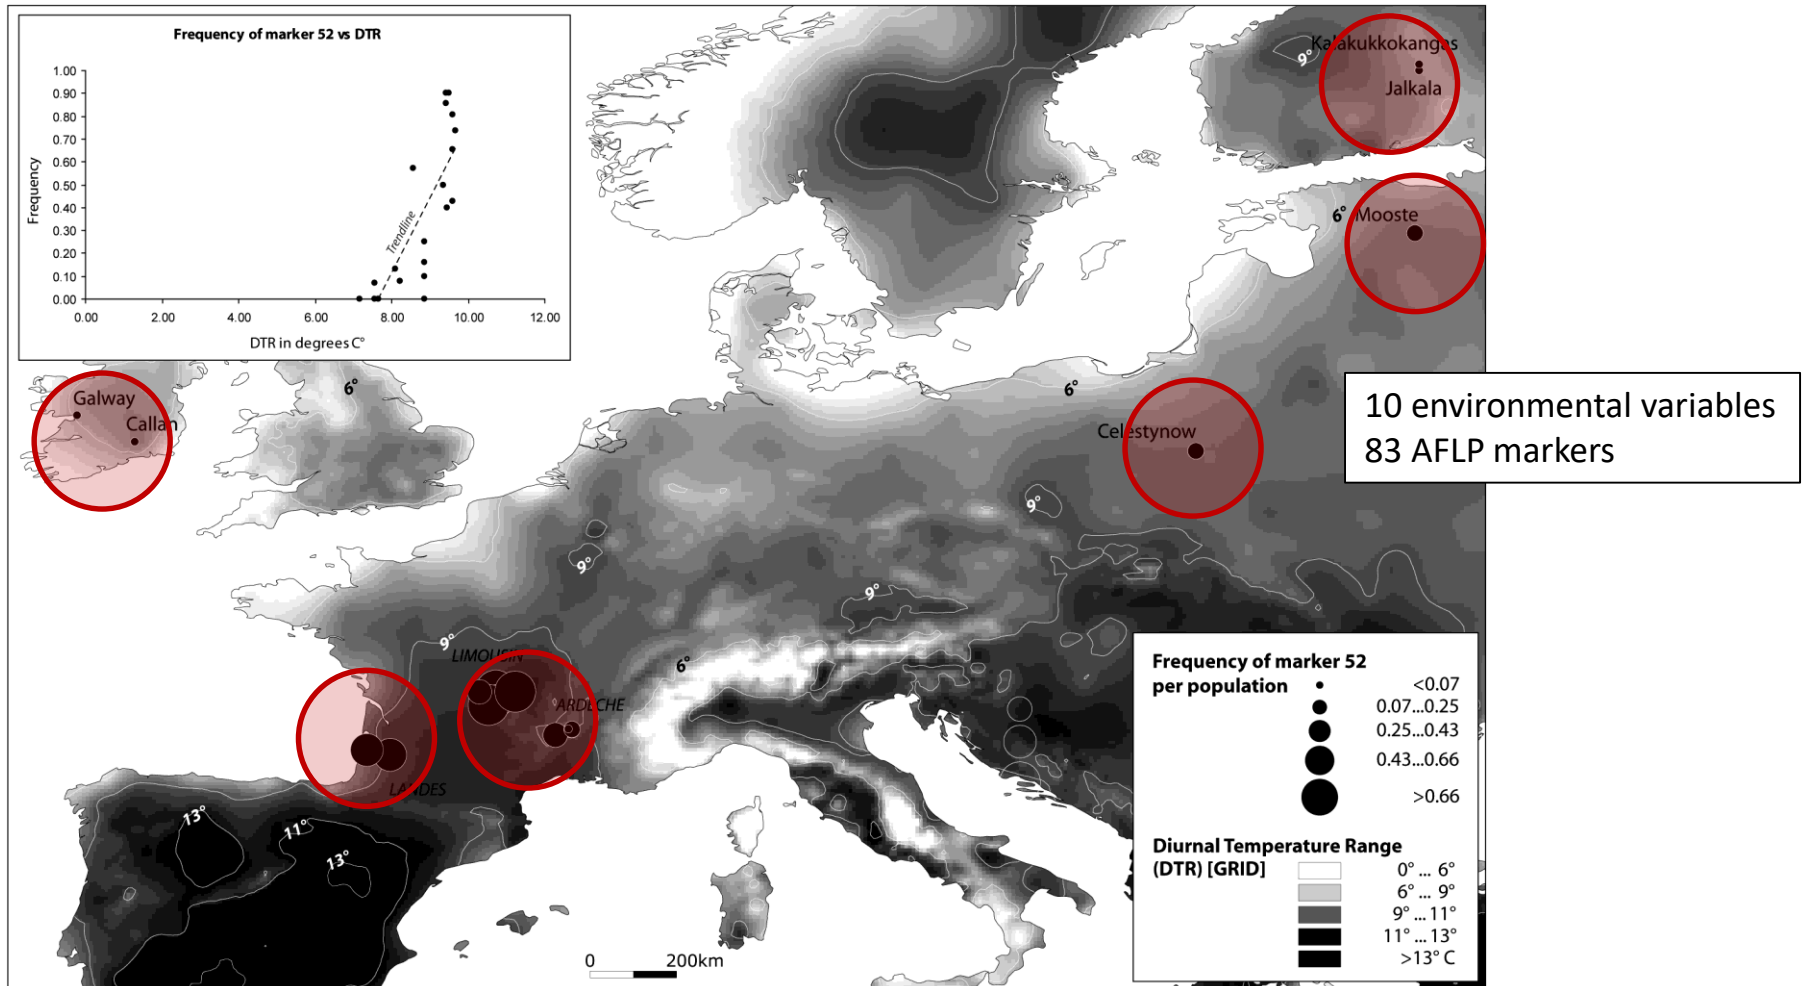 Frequency of marker 52 vs DTR
1.00
0.90
0.80
0.70
0.60
0.50
0.40
0.30
0.20
0.10
0.00
Frequency
Trendline
0.00 2.00 4.00 6.00 8.00 10.00 12.00
DTR in degrees C°
Kalakukkokangas
9°
Jalkala
6° Mooste
Galway
Callan
6°
6°
Celestynow
10 environmental variables
83 AFLP markers
9°
9°
9°
9°
LIMOUSIN
6°
ARDECHE
LANDES
13°
11°
13°
0 200km
Frequency of marker 52
per population
<0.07
0.07...0.25
0.25...0.43
0.43...0.66
>0.66
Diurnal Temperature Range
(DTR) [GRID]
0° ... 6°
6° ... 9°
9° ... 11°
11° ... 13°
>13° C